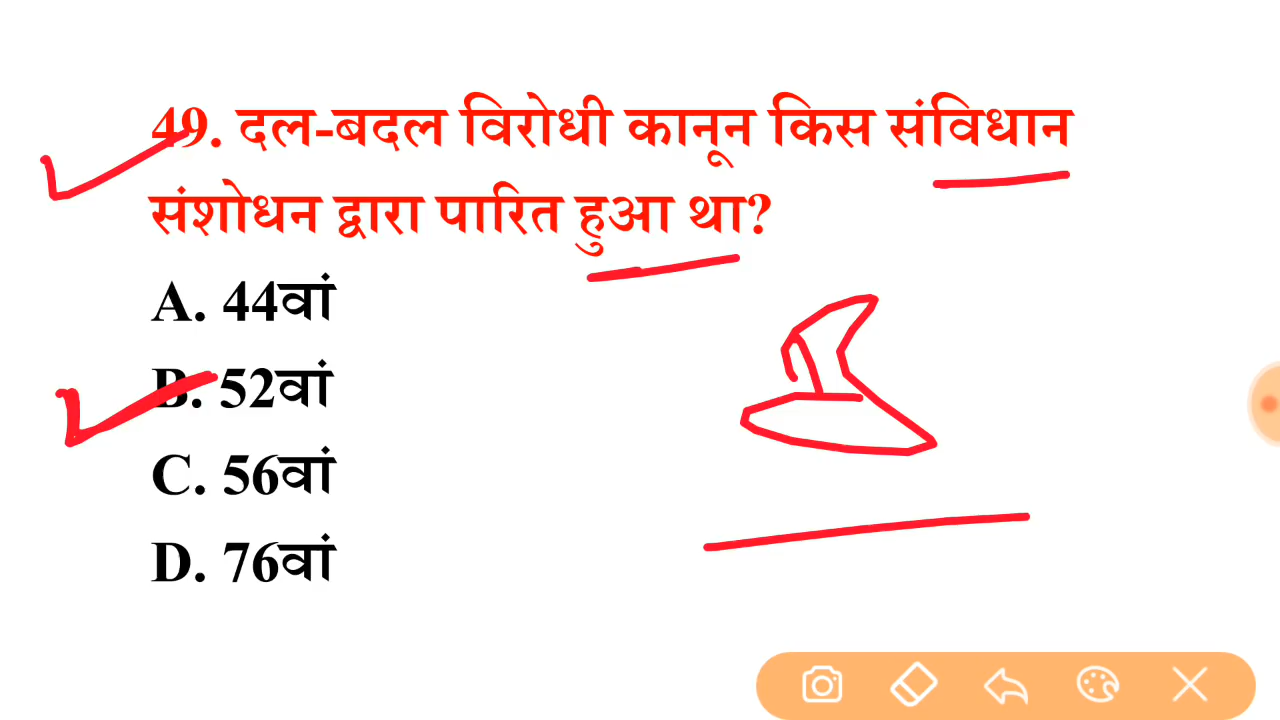 49. दल-बदल विरोधी कानून किस संविधान
संशोधन द्वारा पारित हुआ था?
A. 44वां
B. 52वां
C. 56वां
D. 76वां